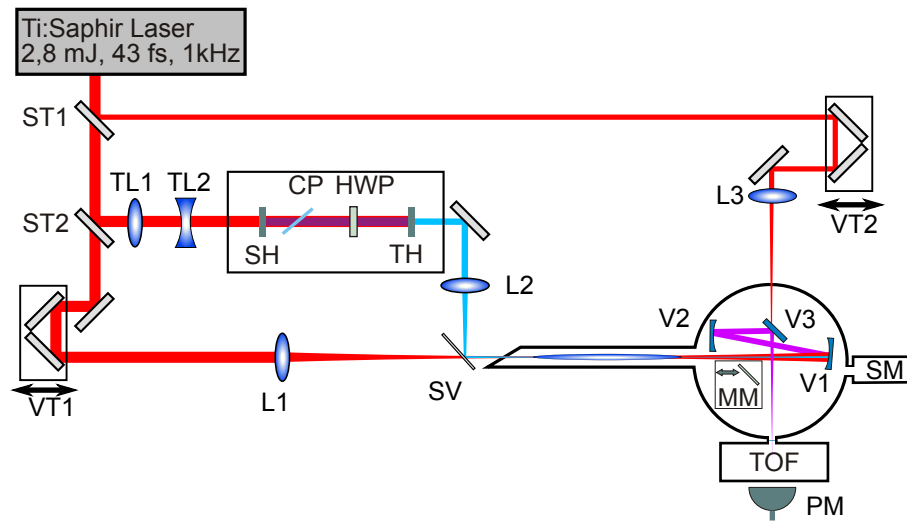 Ti:Saphir Laser
2,8 mJ, 43 fs, 1kHz
ST1
TL1 TL2
CP HWP
L3
VT2
ST2
SH
TH
L2
V2
V3
VT1
L1
SV
MM
V1
SM
TOF
PM